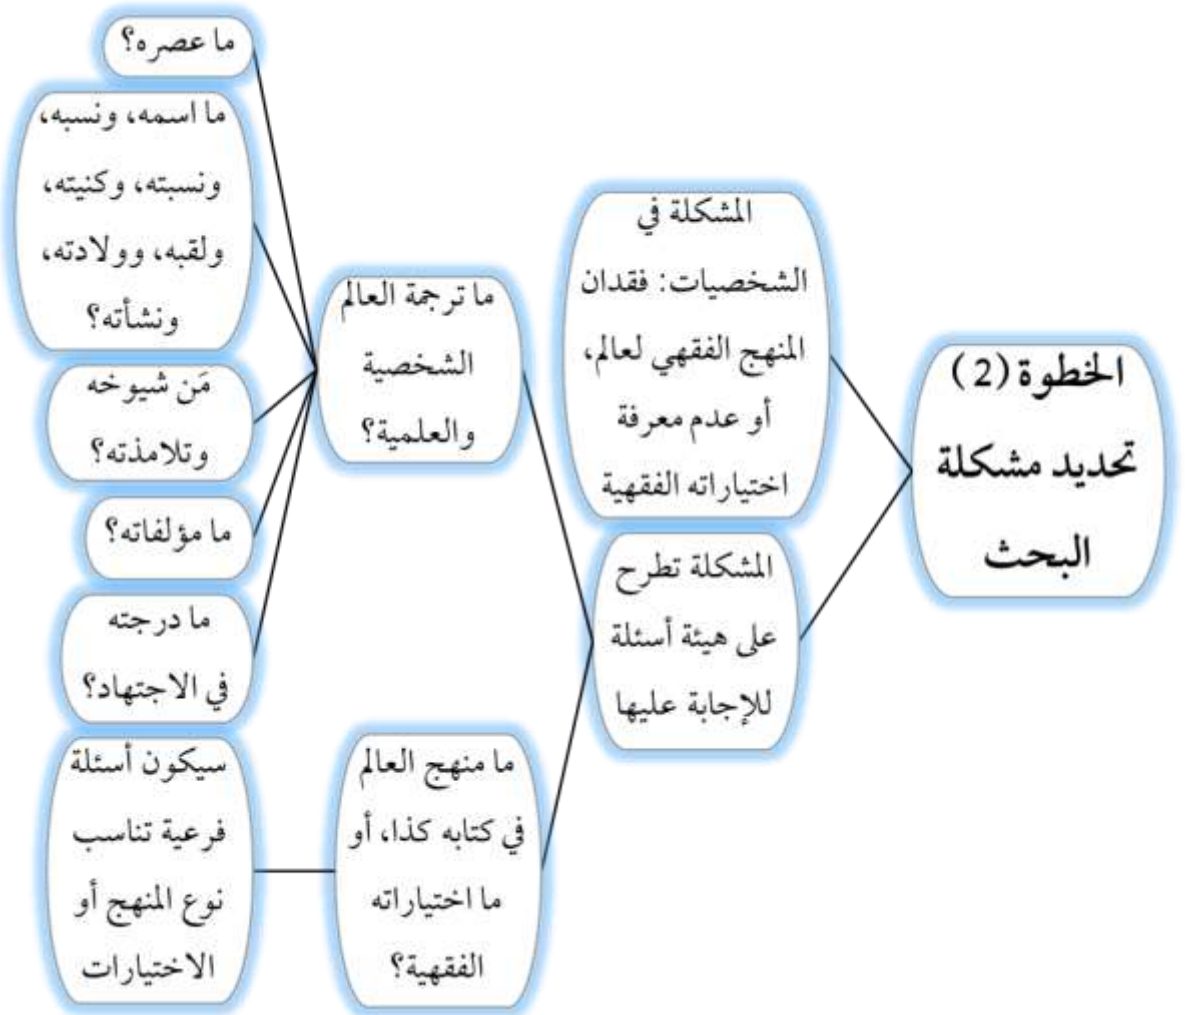 الخطوة (2)
تحديد مشكلة
البحث
المشكلة في
الشخصيات: فقدان
المنهج الفقهي لعالم،
أو عدم معرفة
اختياراته الفقهية
المشكلة تطرح
على هيئة أسئلة
للإجابة عليها
ما ترجمة العالم
الشخصية
والعلمية؟
ما عصره؟
ما اسمه، ونسبه،
ونسبته، وكنيته،
ولقبه، وولادته،
ونشأته؟
مَن شيوخه
وتلامذته؟
ما مؤلفاته؟
ما درجته
في الاجتهاد؟
ما منهج العالم
في كتابه كذا، أو
ما اختياراته
الفقهية؟
سيكون أسئلة
فرعية تناسب
نوع المنهج أو
الاختيارات